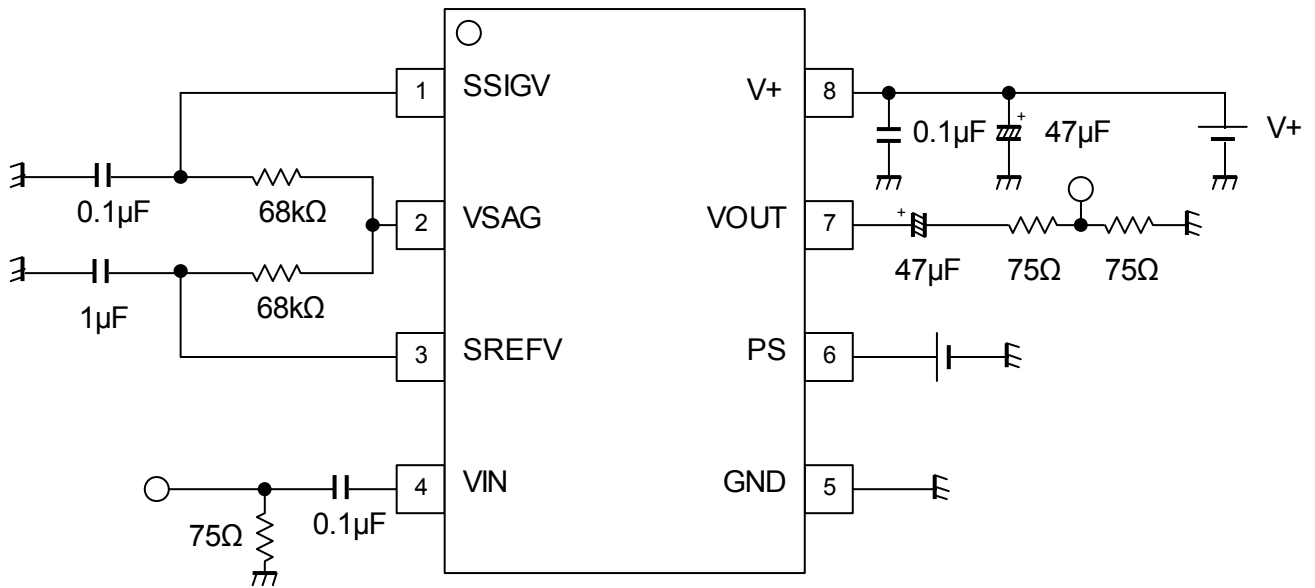 1 SSIGV
V+ 8
0.1µF
+
47µF
V+
0.1µF
68kΩ
2 VSAG
VOUT 7
+
47µF
75Ω
75Ω
1µF
68kΩ
3 SREFV
PS 6
4 VIN
GND 5
75Ω
0.1µF